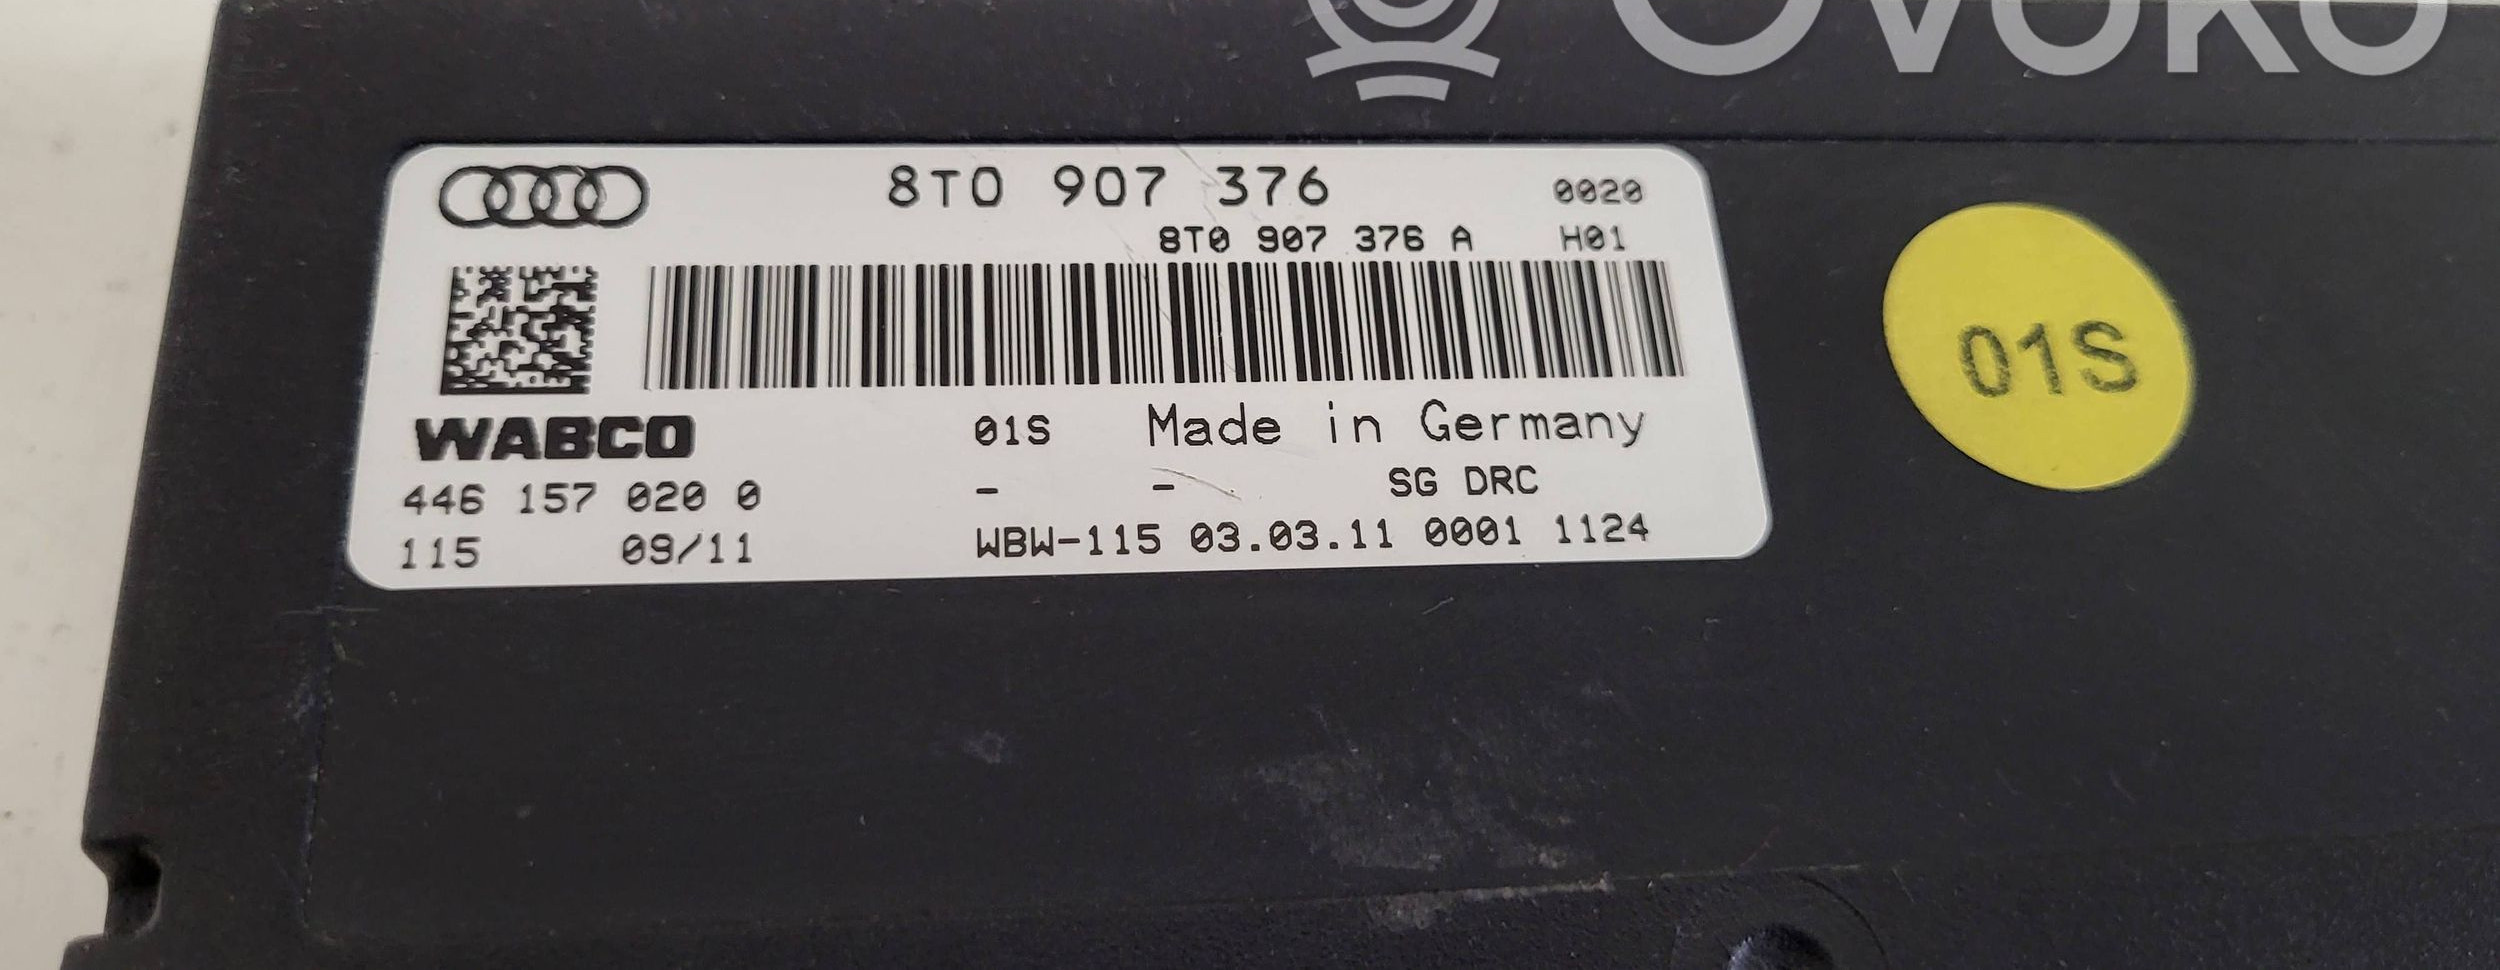 OVOKO
8T0 907 376 0020
8T0 907 376 A H01
WABCO 01S Made in Germany
446 157 020 0 - - SG DRC
115 09/11 WBW-115 03.03.11 0001 1124
01S